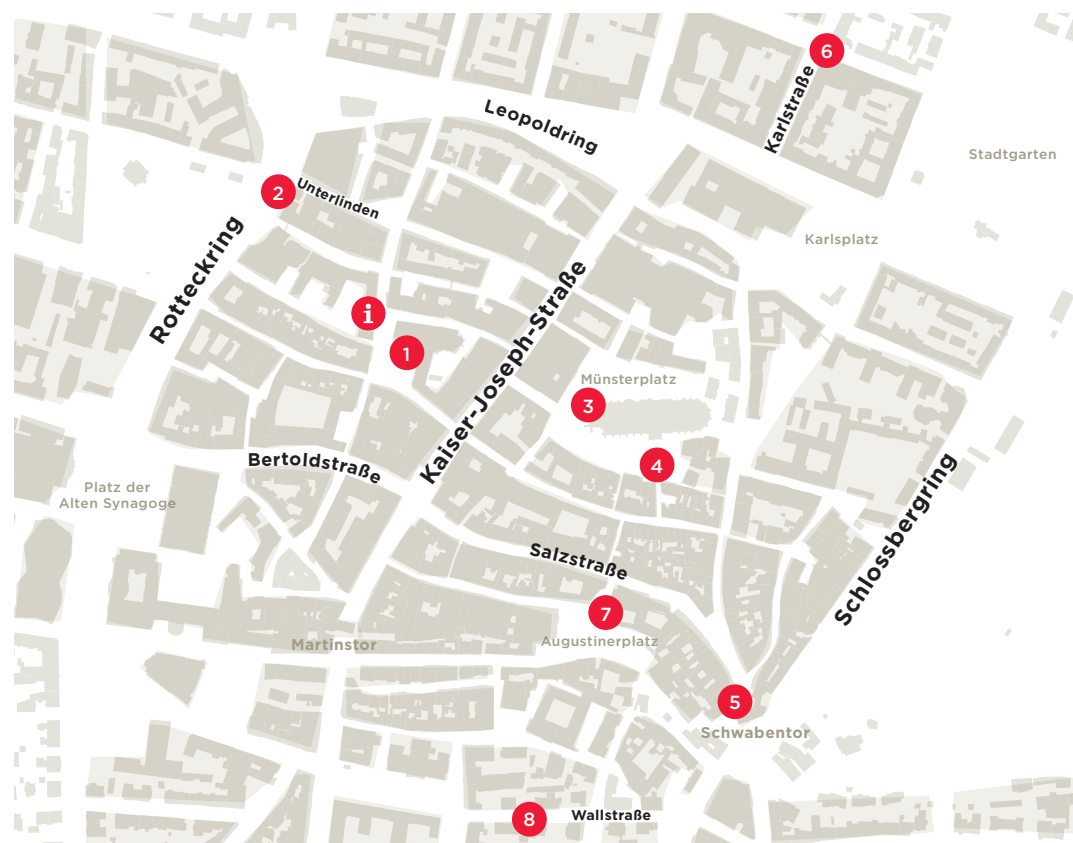 6
Karlstraße
Leopoldring
Stadtgarten
2
Unterlinden
Karlsplatz
Rotteckring
i
Kaiser-Joseph-Straße
1
Münsterplatz
3
Bertoldstraße
4
Platz der
Alten Synagoge
Schlossbergring
Salzstraße
7
Augustinerplatz
Martinstor
5
Schwabentor
8
Wallstraße